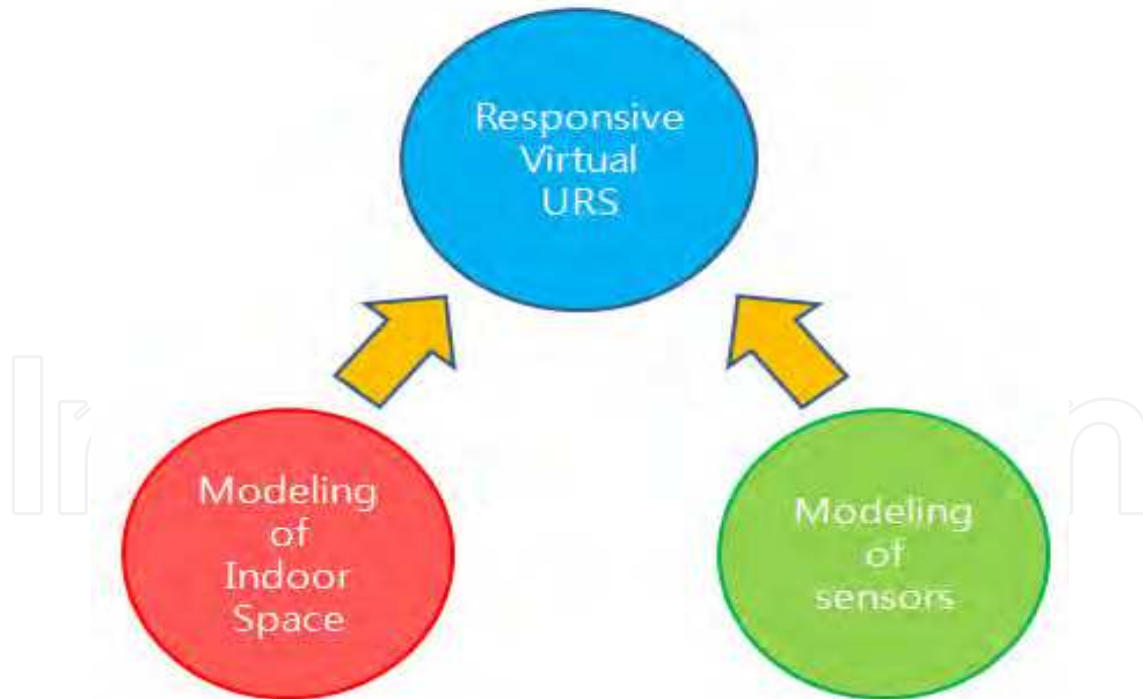 Responsive
Virtual
URS
Modeling
of
Indoor
Space
Modeling
of
sensors